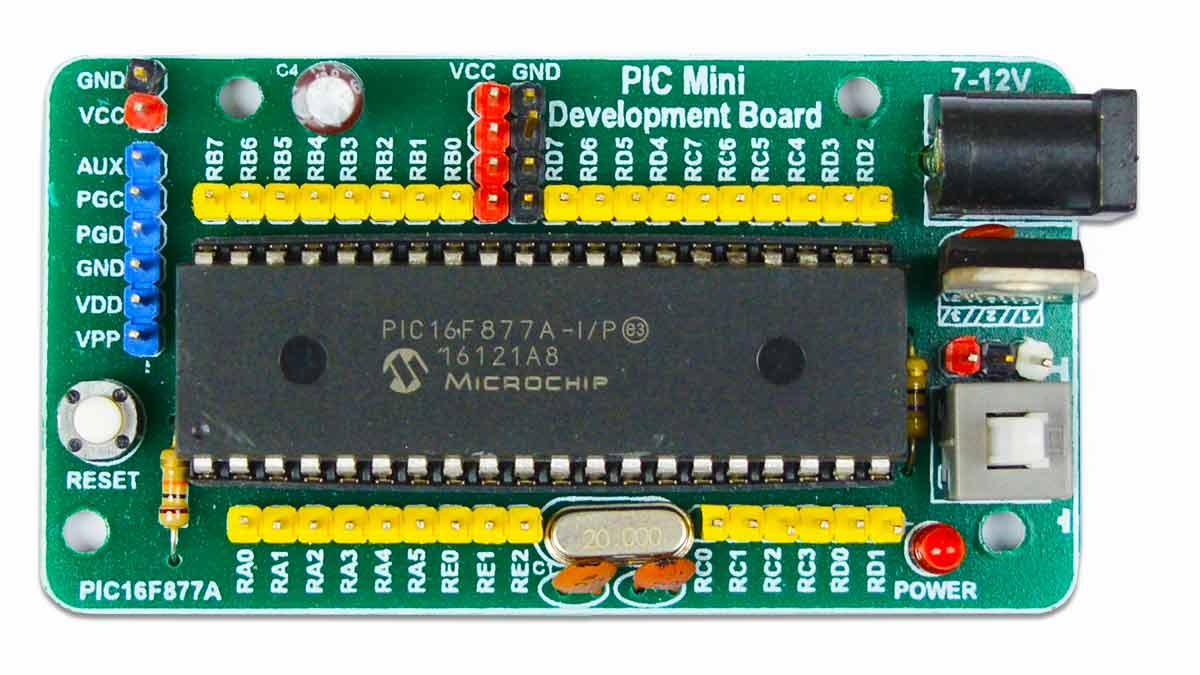 GND
VCC
AUX
PGC
PGD
GND
VDD
VPP
RESET
PIC16F877A
C4
VCC GND
PIC Mini
Development Board
7-12V
RB7 RB6 RB5 RB4 RB3 RB2 RB1 RB0
RD7 RD6 RD5 RD4 RC7 RC6 RC5 RC4 RD3 RD2
PIC16F877A-I/P e3
16121A8
MICROCHIP
20.000
RA0 RA1 RA2 RA3 RA4 RA5 RE0 RE1 RE2
RC0 RC1 RC2 RC3 RD0 RD1
POWER